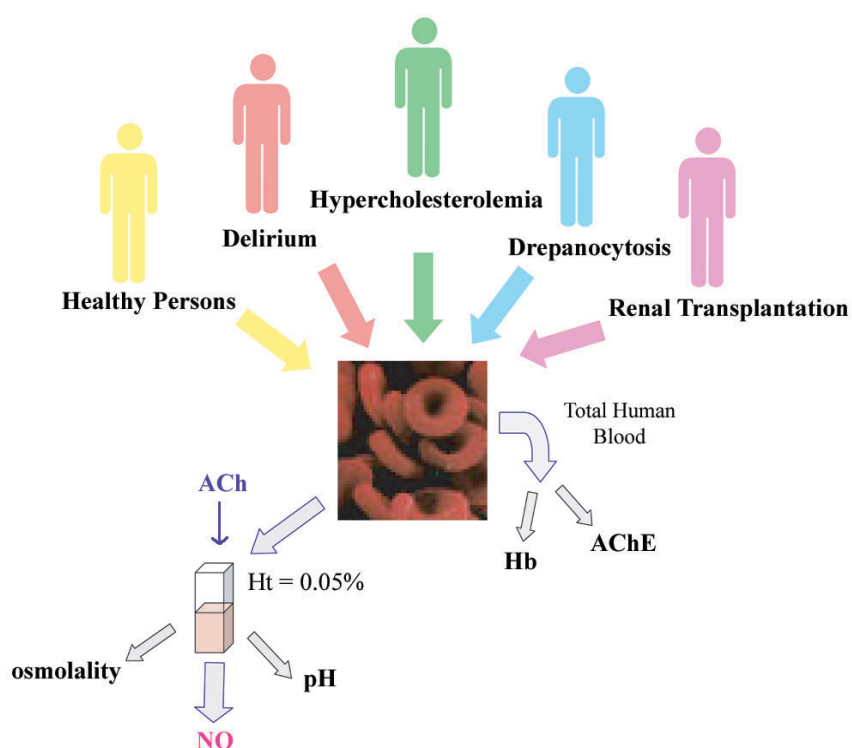 Hypercholesterolemia
Delirium
Drepanocytosis
Healthy Persons
Renal Transplantation
Total Human
Blood
ACh
Hb
AChE
Ht = 0.05%
osmolality
pH
NO